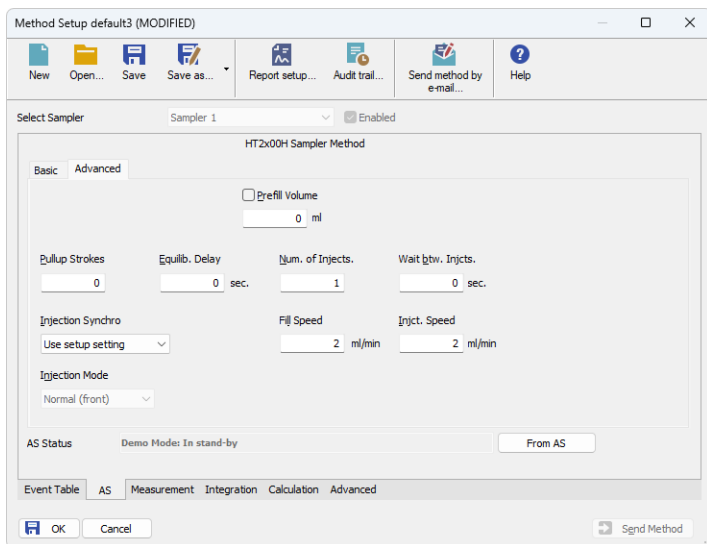 Method Setup default3 (MODIFIED)
New Open... Save Save as... Report setup... Audit trail... Send method by e-mail... Help
Select Sampler Sampler 1 Enabled
HT2x00H Sampler Method
Basic Advanced
Prefill Volume
0 ml
Pullup Strokes Equilib. Delay Num. of Injects. Wait btw. Injcts.
0 0 sec. 1 0 sec.
Injection Synchro Fill Speed Injct. Speed
Use setup setting 2 ml/min 2 ml/min
Injection Mode
Normal (front)
AS Status Demo Mode: In stand-by From AS
Event Table AS Measurement Integration Calculation Advanced
OK Cancel Send Method